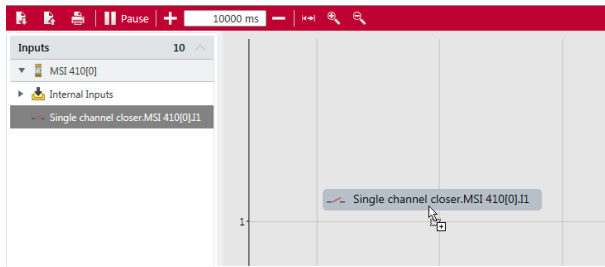 Pause 10000 ms
Inputs 10
MSI 410[0]
Internal Inputs
Single channel closer.MSI 410[0].I1
Single channel closer.MSI 410[0].I1
1